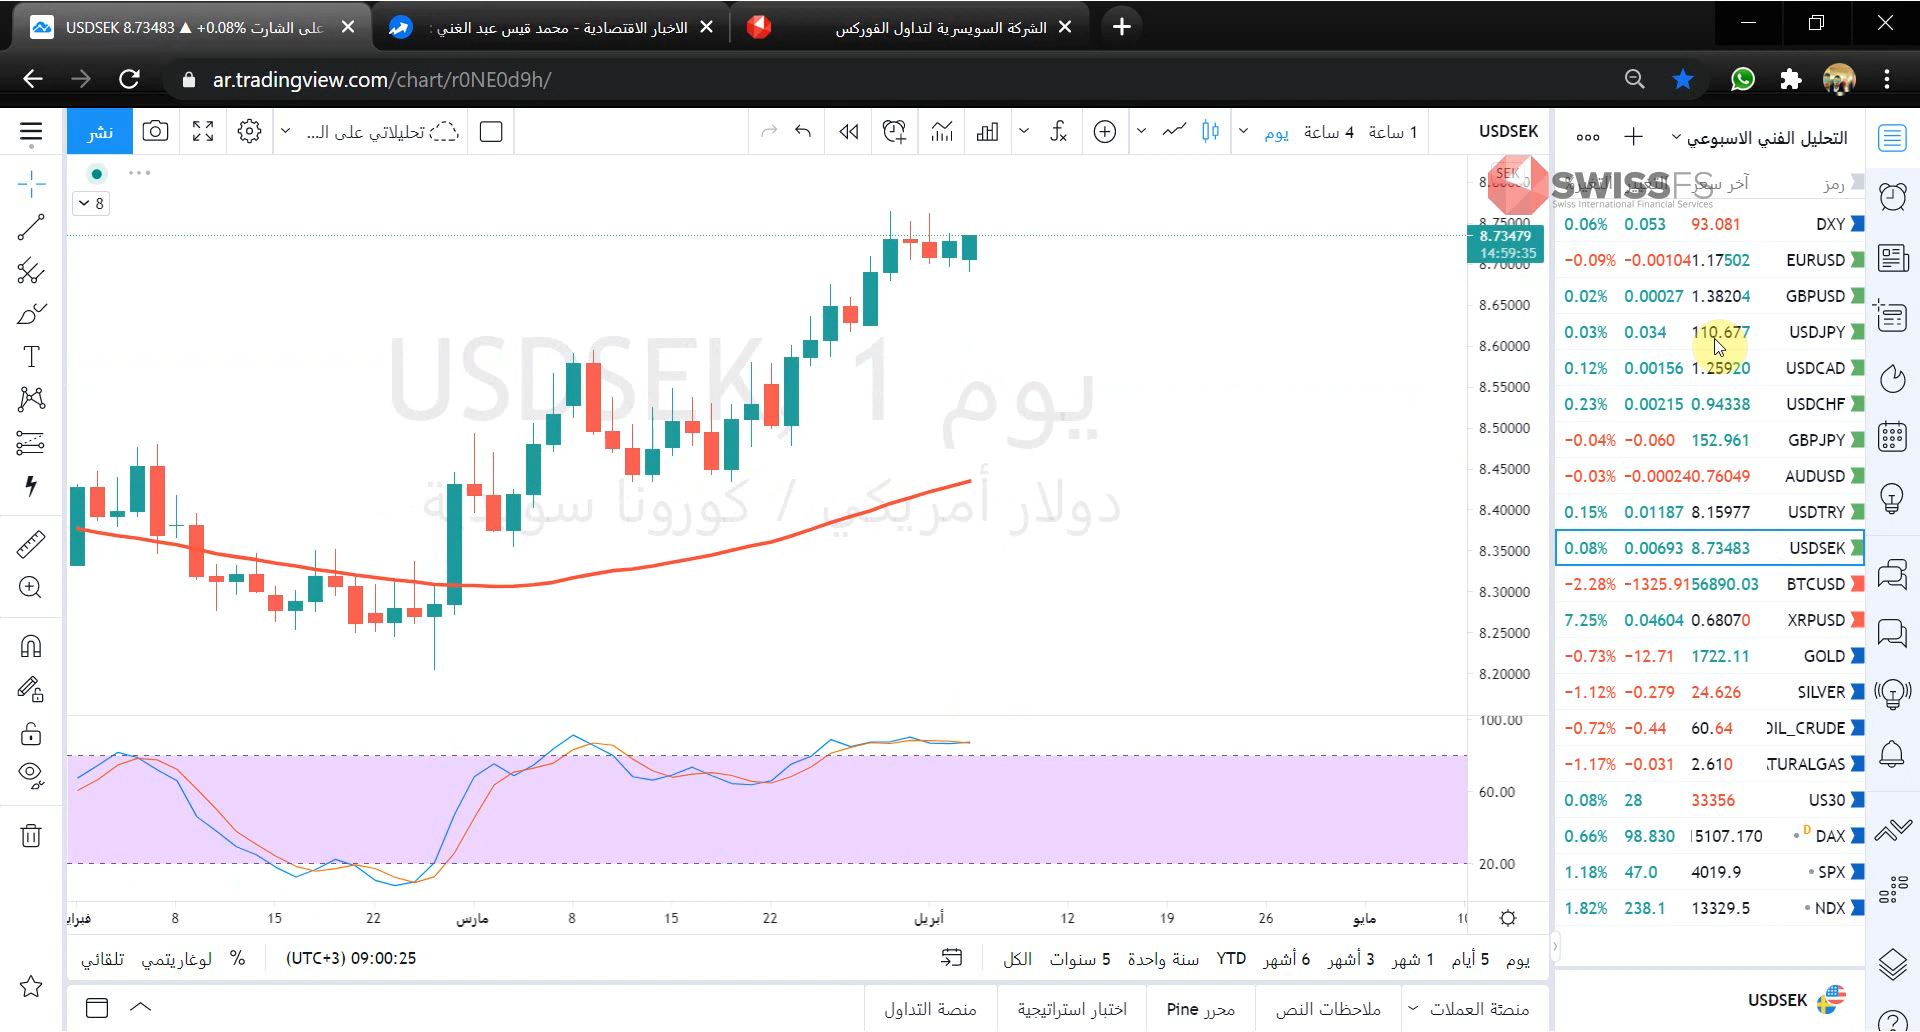 USDSEK 8.73483 ▲ +0.08% على الشارت
الاخبار الاقتصادية - محمد قيس عبد الغني :
الشركة السويسرية لتداول الفوركس
ar.tradingview.com/chart/r0NE0d9h/
نشر
تحليلاتي على ال...
يوم
4 ساعة
1 ساعة
USDSEK
التحليل الفني الاسبوعي
8
SEK
SWISSFS
Swiss International Financial Services
رمز
آخر سعر
التغيير
التغير%
USDSEK, 1 يوم
دولار أمريكي / كورونا سويدية
8.75000
8.73479
14:59:35
8.70000
8.65000
8.60000
8.55000
8.50000
8.45000
8.40000
8.35000
8.30000
8.25000
8.20000
100.00
60.00
20.00
DXY 93.081 0.053 0.06%
EURUSD 1.17502 -0.00104 -0.09%
GBPUSD 1.38204 0.00027 0.02%
USDJPY 110.677 0.034 0.03%
USDCAD 1.25920 0.00156 0.12%
USDCHF 0.94338 0.00215 0.23%
GBPJPY 152.961 -0.060 -0.04%
AUDUSD 0.76049 -0.00024 -0.03%
USDTRY 8.15977 0.01187 0.15%
USDSEK 8.73483 0.00693 0.08%
BTCUSD 56890.03 -1325.91 -2.28%
XRPUSD 0.68070 0.04604 7.25%
GOLD 1722.11 -12.71 -0.73%
SILVER 24.626 -0.279 -1.12%
OIL_CRUDE 60.64 -0.44 -0.72%
TURALGAS 2.610 -0.031 -1.17%
US30 33356 28 0.08%
DAX D 15107.170 98.830 0.66%
SPX 4019.9 47.0 1.18%
NDX 13329.5 238.1 1.82%
فبراير 8 15 22 مارس 8 15 22 أبريل 12 19 26 مايو 10
تلقائي لوغاريتمي %
09:00:25 (UTC+3)
يوم 5 أيام 1 شهر 3 أشهر 6 أشهر YTD سنة واحدة 5 سنوات الكل
منصئة العملات
ملاحظات النص
محرر Pine
اختبار استراتيجية
منصة التداول
USDSEK